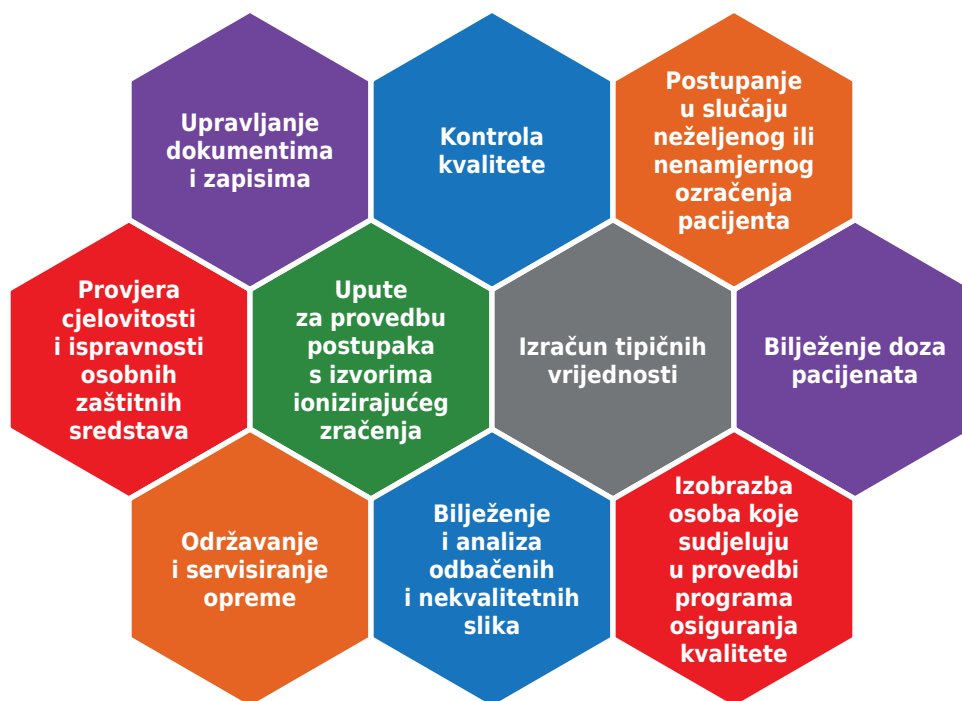 Upravljanje
dokumentima
i zapisima
Kontrola
kvalitete
Postupanje
u slučaju
neželjenog ili
nenamjernog
ozračenja
pacijenta
Provjera
cjelovitosti
i ispravnosti
osobnih
zaštitnih
sredstava
Upute
za provedbu
postupaka
s izvorima
ionizirajućeg
zračenja
Izračun tipičnih
vrijednosti
Bilježenje doza
pacijenata
Održavanje
i servisiranje
opreme
Bilježenje
i analiza
odbačenih
i nekvalitetnih
slika
Izobrazba
osoba koje
sudjeluju
u provedbi
programa
osiguranja
kvalitete